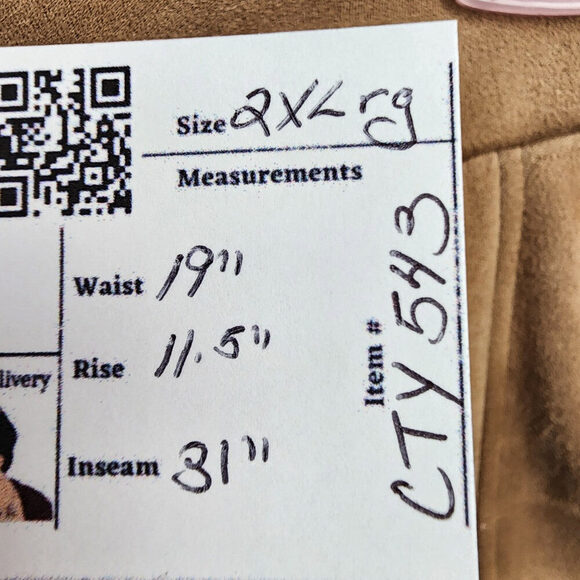 Size 2XLrg
Measurements
Waist 19"
Rise 11.5"
Inseam 31"
Item # CTY 543
livery